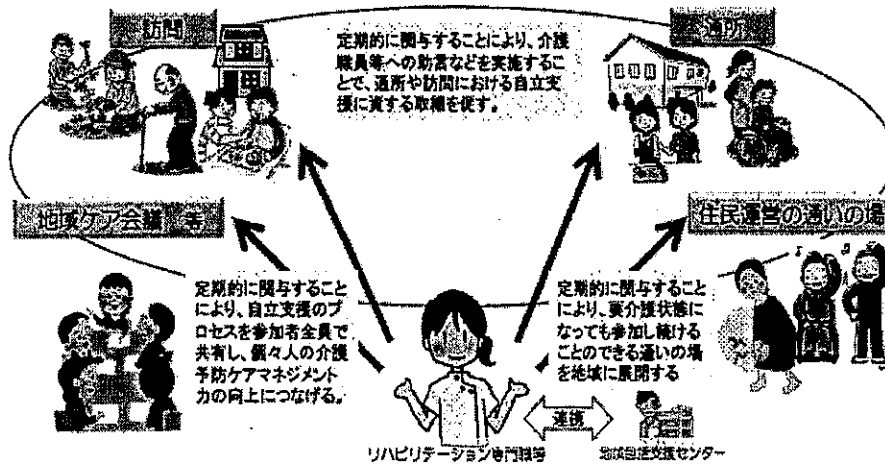 訪問
通所
定期的に関与することにより、介護
職員等への助言などを実施するこ
とで、通所や訪問における自立支
援に資する取組を促す。
地域ケア会議 等
住民運営の通いの場
定期的に関与すること
により、自立支援のプ
ロセスを参加者全員で
共有し、個々人の介護
予防ケアマネジメント
力の向上につなげる。
定期的に関与すること
により、要介護状態に
なっても参加し続ける
ことのできる通いの場
を地域に展開する
連携
リハビリテーション専門職等
地域包括支援センター